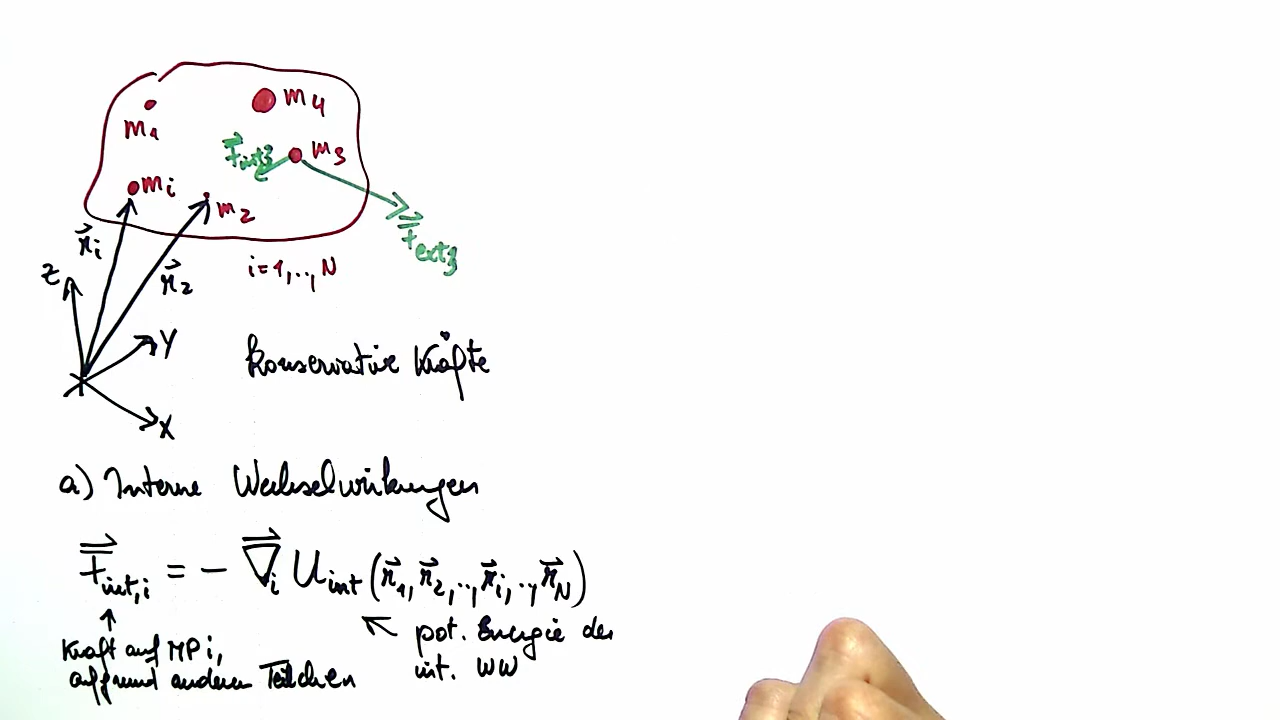 m₁
m₄
F⃗int3
m₃
mᵢ
m₂
F⃗ext3
r⃗ᵢ
i=1,..,N
z
r⃗₂
y
konservative Kräfte
x
a) Interne Wechselwirkungen
F⃗int,i = - ∇⃗ᵢ Uint (r⃗₁, r⃗₂,.., r⃗ᵢ,.., r⃗N)
Kraft auf MP i,
aufgrund anderer Teilchen
pot. Energie der
int. WW